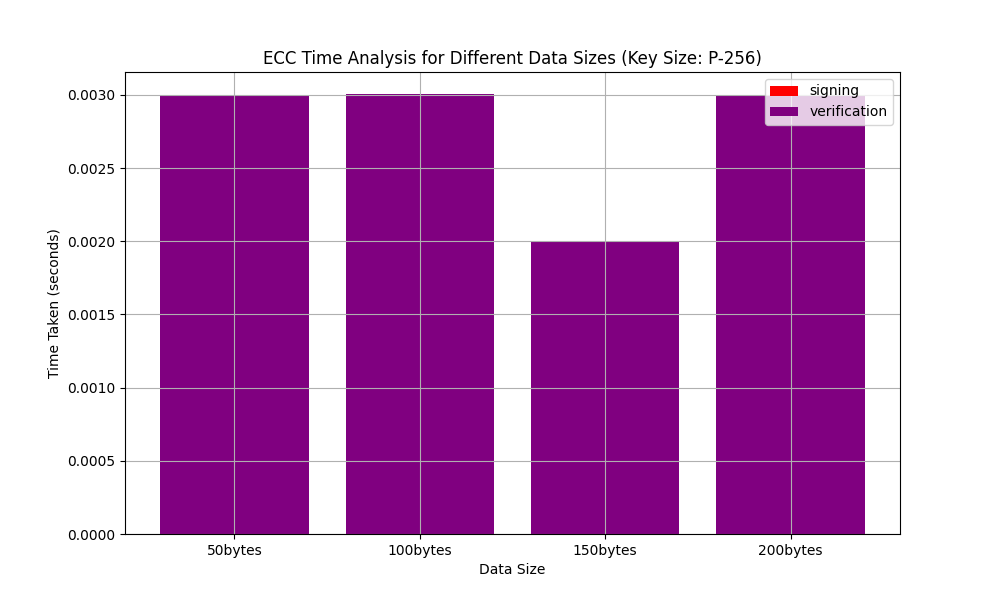 ECC Time Analysis for Different Data Sizes (Key Size: P-256)
signing
verification
0.0030
0.0025
0.0020
0.0015
0.0010
0.0005
0.0000
Time Taken (seconds)
50bytes
100bytes
150bytes
200bytes
Data Size